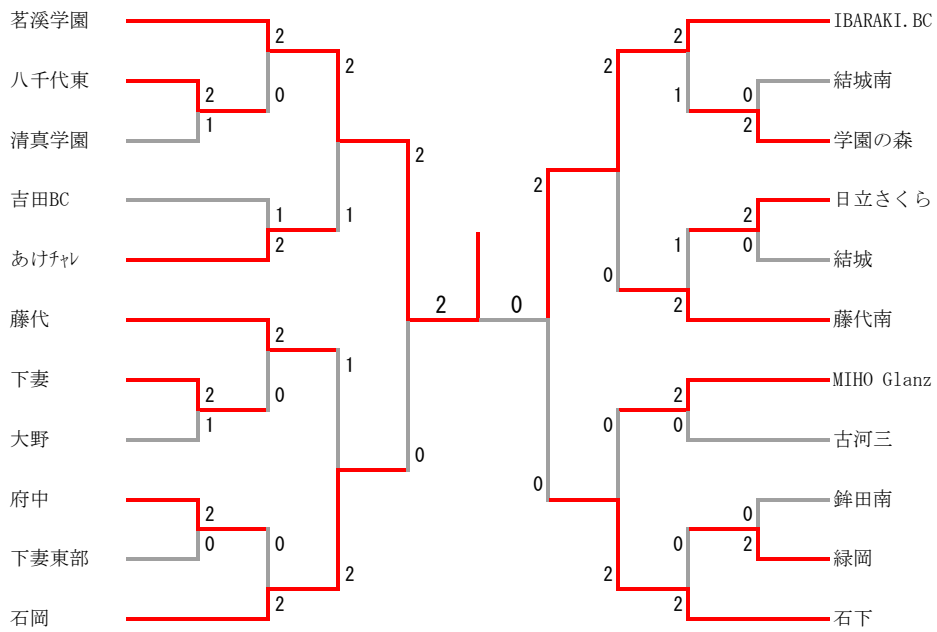 茗溪学園
2
IBARAKI.BC
2
2
2
八千代東
2
0
1
0
結城南
1
2
清真学園
学園の森
2
2
吉田BC
1
1
2
日立さくら
2
1
0
あけチャレ
結城
0
2
0
藤代
2
2
藤代南
1
下妻
2
0
2
MIHO Glanz
1
0
0
大野
古河三
0
0
府中
2
0
鉾田南
0
0
0
2
下妻東部
緑岡
2
2
2
2
石岡
石下